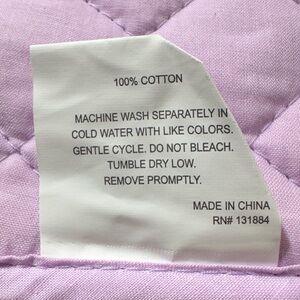 100% COTTON
MACHINE WASH SEPARATELY IN
COLD WATER WITH LIKE COLORS.
GENTLE CYCLE. DO NOT BLEACH.
TUMBLE DRY LOW.
REMOVE PROMPTLY.
MADE IN CHINA
RN# 131884